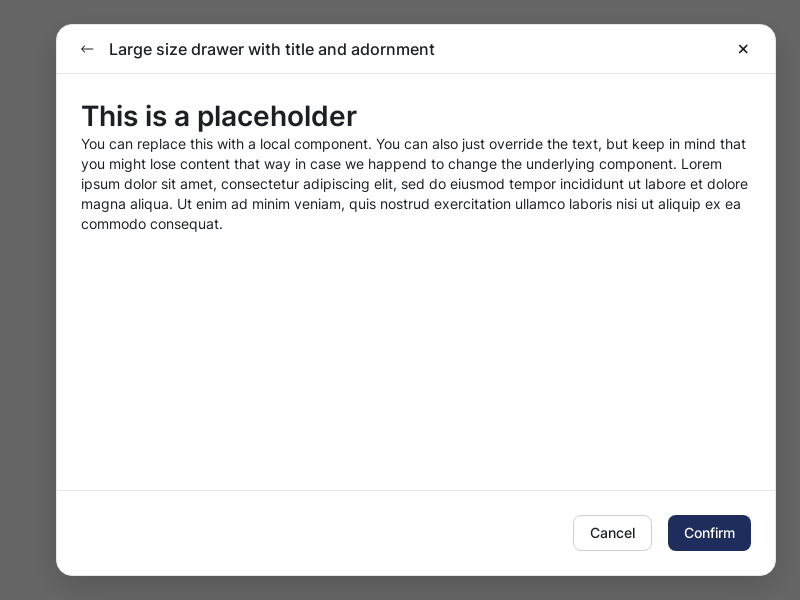 Large size drawer with title and adornment
This is a placeholder
You can replace this with a local component. You can also just override the text, but keep in mind that
you might lose content that way in case we happend to change the underlying component. Lorem
ipsum dolor sit amet, consectetur adipiscing elit, sed do eiusmod tempor incididunt ut labore et dolore
magna aliqua. Ut enim ad minim veniam, quis nostrud exercitation ullamco laboris nisi ut aliquip ex ea
commodo consequat.
Cancel
Confirm